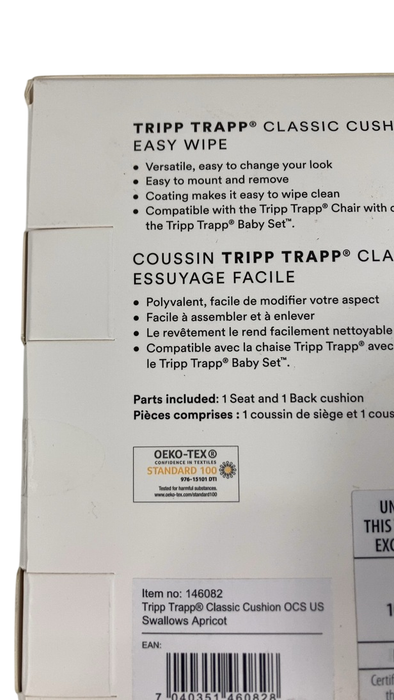 TRIPP TRAPP® CLASSIC CUSH
EASY WIPE
• Versatile, easy to change your look
• Easy to mount and remove
• Coating makes it easy to wipe clean
• Compatible with the Tripp Trapp® Chair with
the Tripp Trapp® Baby Set™.
COUSSIN TRIPP TRAPP® CLA
ESSUYAGE FACILE
• Polyvalent, facile de modifier votre aspect
• Facile à assembler et à enlever
• Le revêtement le rend facilement nettoyable
• Compatible avec la chaise Tripp Trapp® avec
le Tripp Trapp® Baby Set™.
Parts included: 1 Seat and 1 Back cushion
Pièces comprises : 1 coussin de siège et 1 cous
OEKO-TEX®
CONFIDENCE IN TEXTILES
STANDARD 100
976-15101 DTI
Tested for harmful substances.
www.oeko-tex.com/standard100
UN
THIS
EXC
1
Certif
th
Item no: 146082
Tripp Trapp® Classic Cushion OCS US
Swallows Apricot
EAN:
7 040351 460828